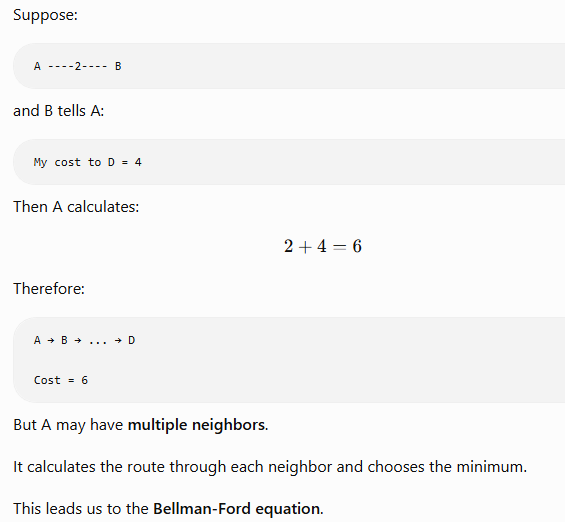 Suppose:
A ----2---- B
and B tells A:
My cost to D = 4
Then A calculates:
2 + 4 = 6
Therefore:
A → B → ... → D
Cost = 6
But A may have multiple neighbors.
It calculates the route through each neighbor and chooses the minimum.
This leads us to the Bellman-Ford equation.